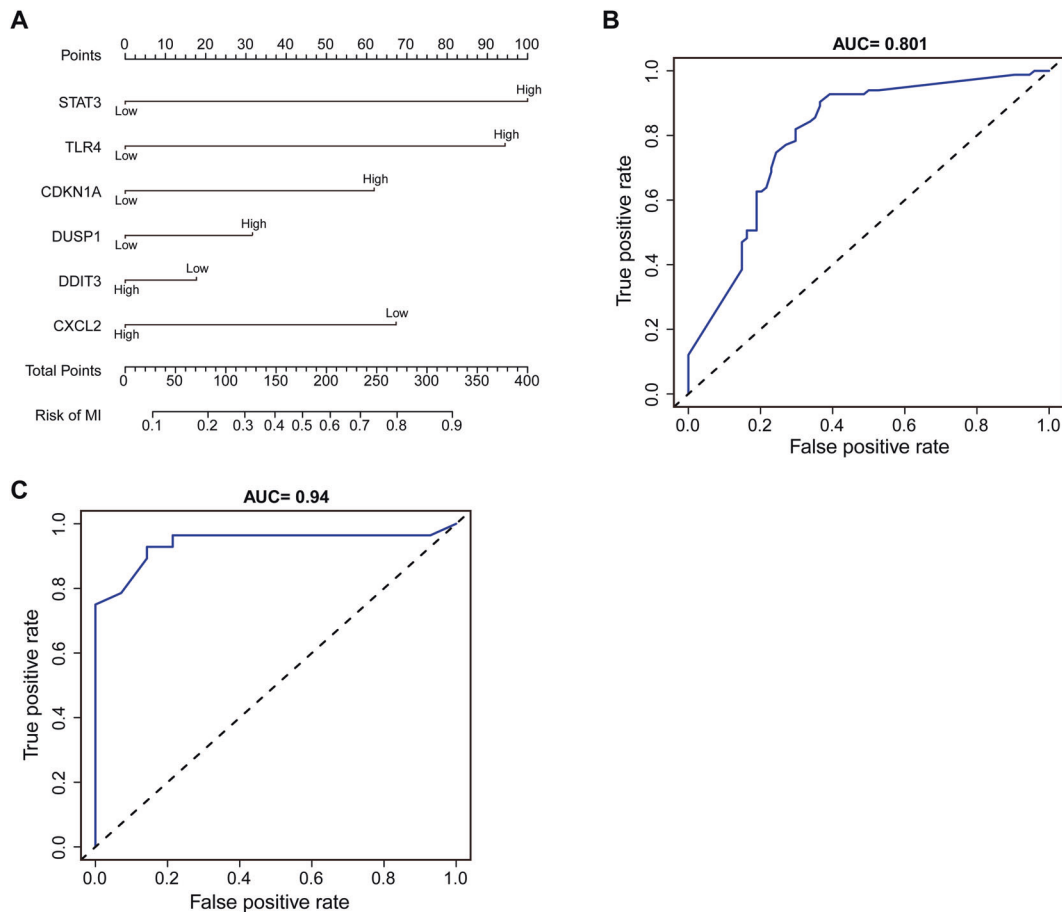 A
Points
0 10 20 30 40 50 60 70 80 90 100
STAT3
Low
High
TLR4
Low
High
CDKN1A
Low
High
DUSP1
Low
High
DDIT3
High
Low
CXCL2
High
Low
Total Points
0 50 100 150 200 250 300 350 400
Risk of MI
0.1 0.2 0.3 0.4 0.5 0.6 0.7 0.8 0.9
B
AUC= 0.801
True positive rate
1.0
0.8
0.6
0.4
0.2
0.0
0.0 0.2 0.4 0.6 0.8 1.0
False positive rate
C
AUC= 0.94
True positive rate
1.0
0.8
0.6
0.4
0.2
0.0
0.0 0.2 0.4 0.6 0.8 1.0
False positive rate